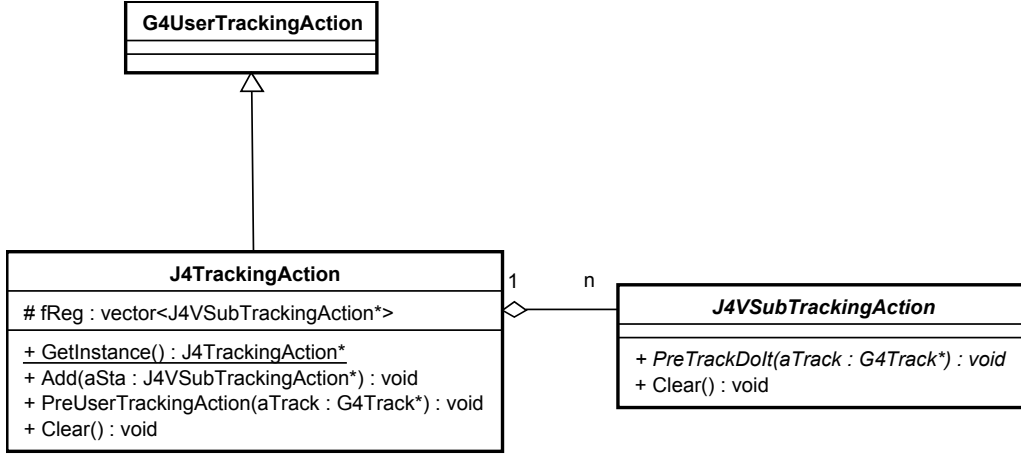 G4UserTrackingAction
J4TrackingAction
# fReg : vector<J4VSubTrackingAction*>
+ GetInstance() : J4TrackingAction*
+ Add(aSta : J4VSubTrackingAction*) : void
+ PreUserTrackingAction(aTrack : G4Track*) : void
+ Clear() : void
1
n
J4VSubTrackingAction
+ PreTrackDoIt(aTrack : G4Track*) : void
+ Clear() : void